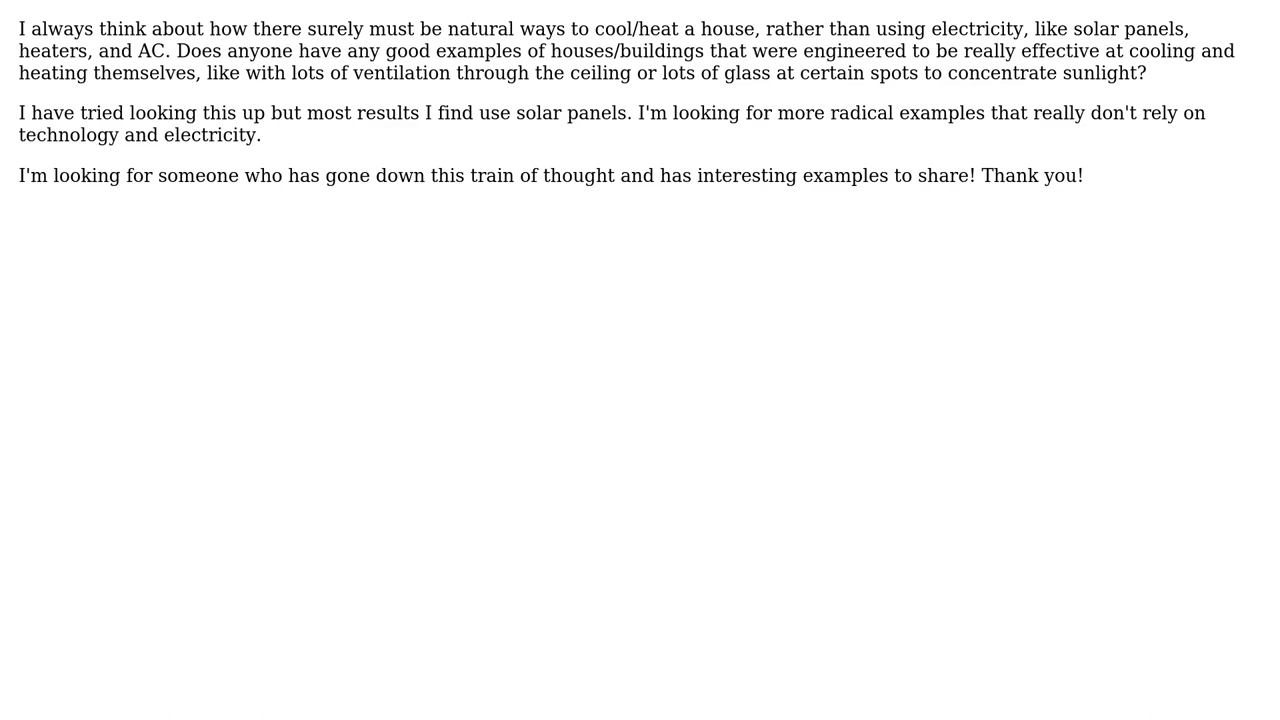 I always think about how there surely must be natural ways to cool/heat a house, rather than using electricity, like solar panels,
heaters, and AC. Does anyone have any good examples of houses/buildings that were engineered to be really effective at cooling and
heating themselves, like with lots of ventilation through the ceiling or lots of glass at certain spots to concentrate sunlight?
I have tried looking this up but most results I find use solar panels. I'm looking for more radical examples that really don't rely on
technology and electricity.
I'm looking for someone who has gone down this train of thought and has interesting examples to share! Thank you!